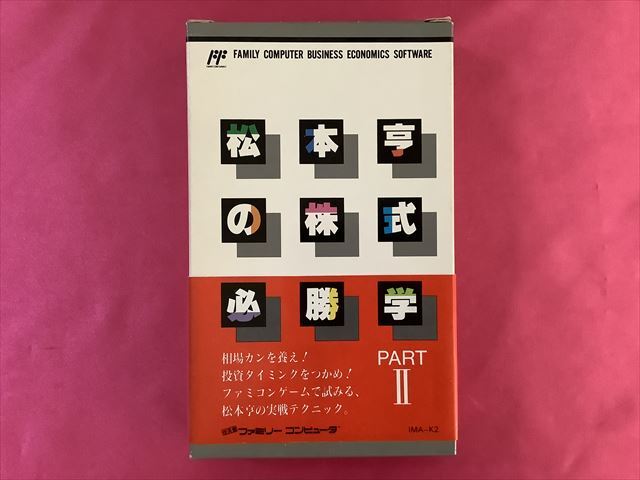 FAMILY COMPUTER BUSINESS ECONOMICS SOFTWARE
松本亨
の株式
必勝学
PART
II
相場カンを養え!
投資タイミングをつかめ!
ファミコンゲームで試みる、
松本亨の実戦テクニック。
ファミリー コンピュータ
IMA-K2